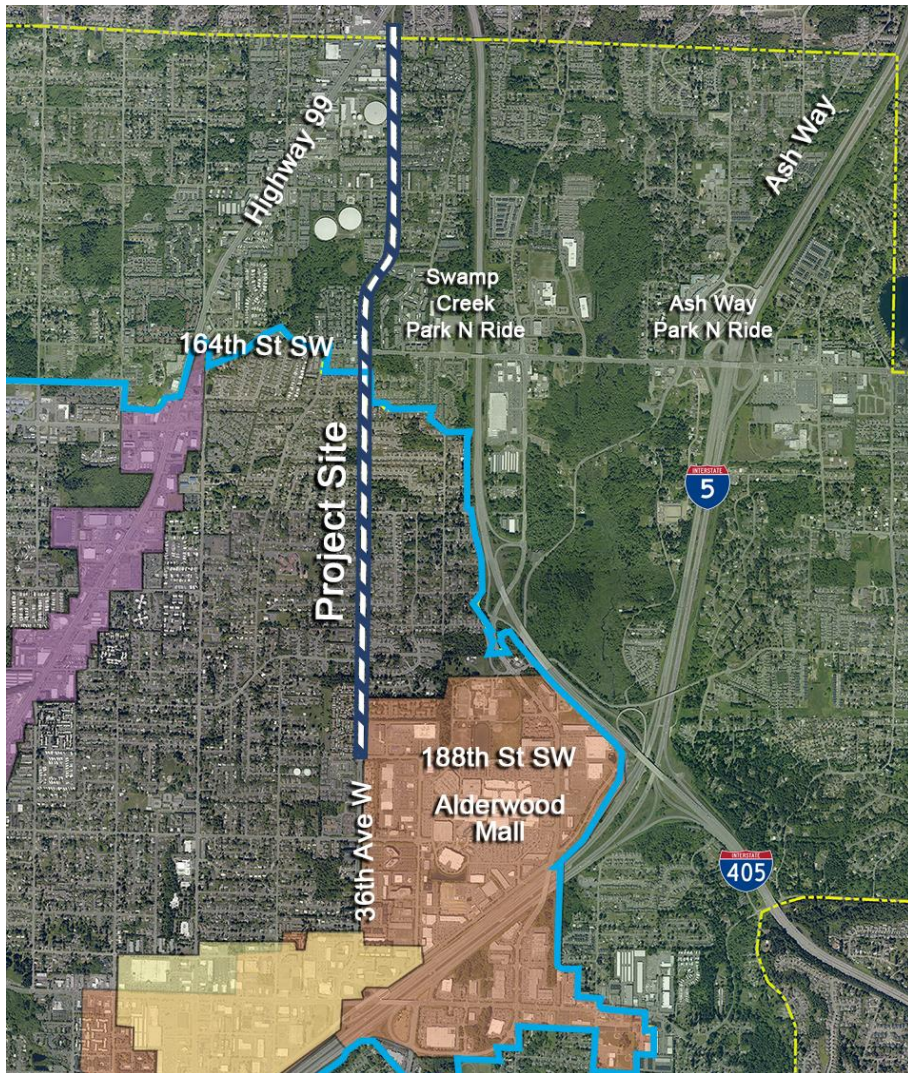 Highway 99
Ash Way
Swamp
Creek
Park N Ride
Ash Way
Park N Ride
164th St SW
Project Site
INTERSTATE
5
188th St SW
Alderwood
Mall
36th Ave W
INTERSTATE
405